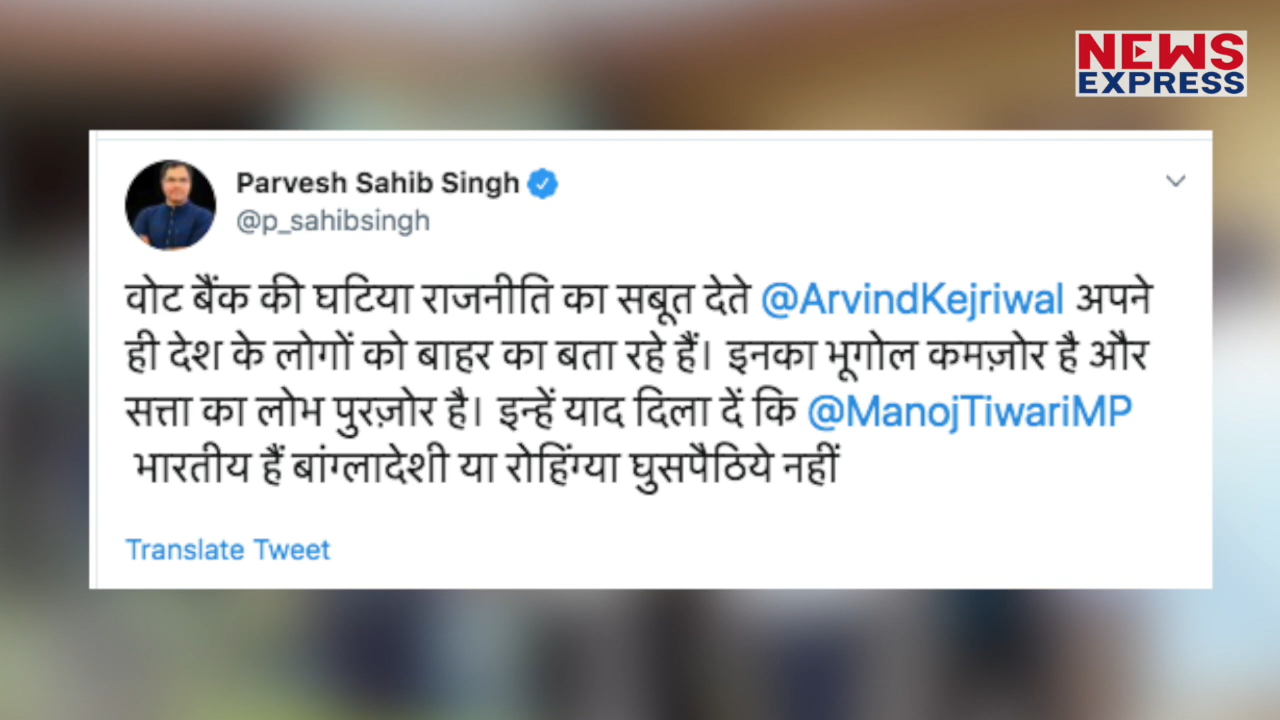 NEWS
EXPRESS
Parvesh Sahib Singh
@p_sahibsingh
वोट बैंक की घटिया राजनीति का सबूत देते @ArvindKejriwal अपने
ही देश के लोगों को बाहर का बता रहे हैं। इनका भूगोल कमज़ोर है और
सत्ता का लोभ पुरज़ोर है। इन्हें याद दिला दें कि @ManojTiwariMP
भारतीय हैं बांग्लादेशी या रोहिंग्या घुसपैठिये नहीं
Translate Tweet